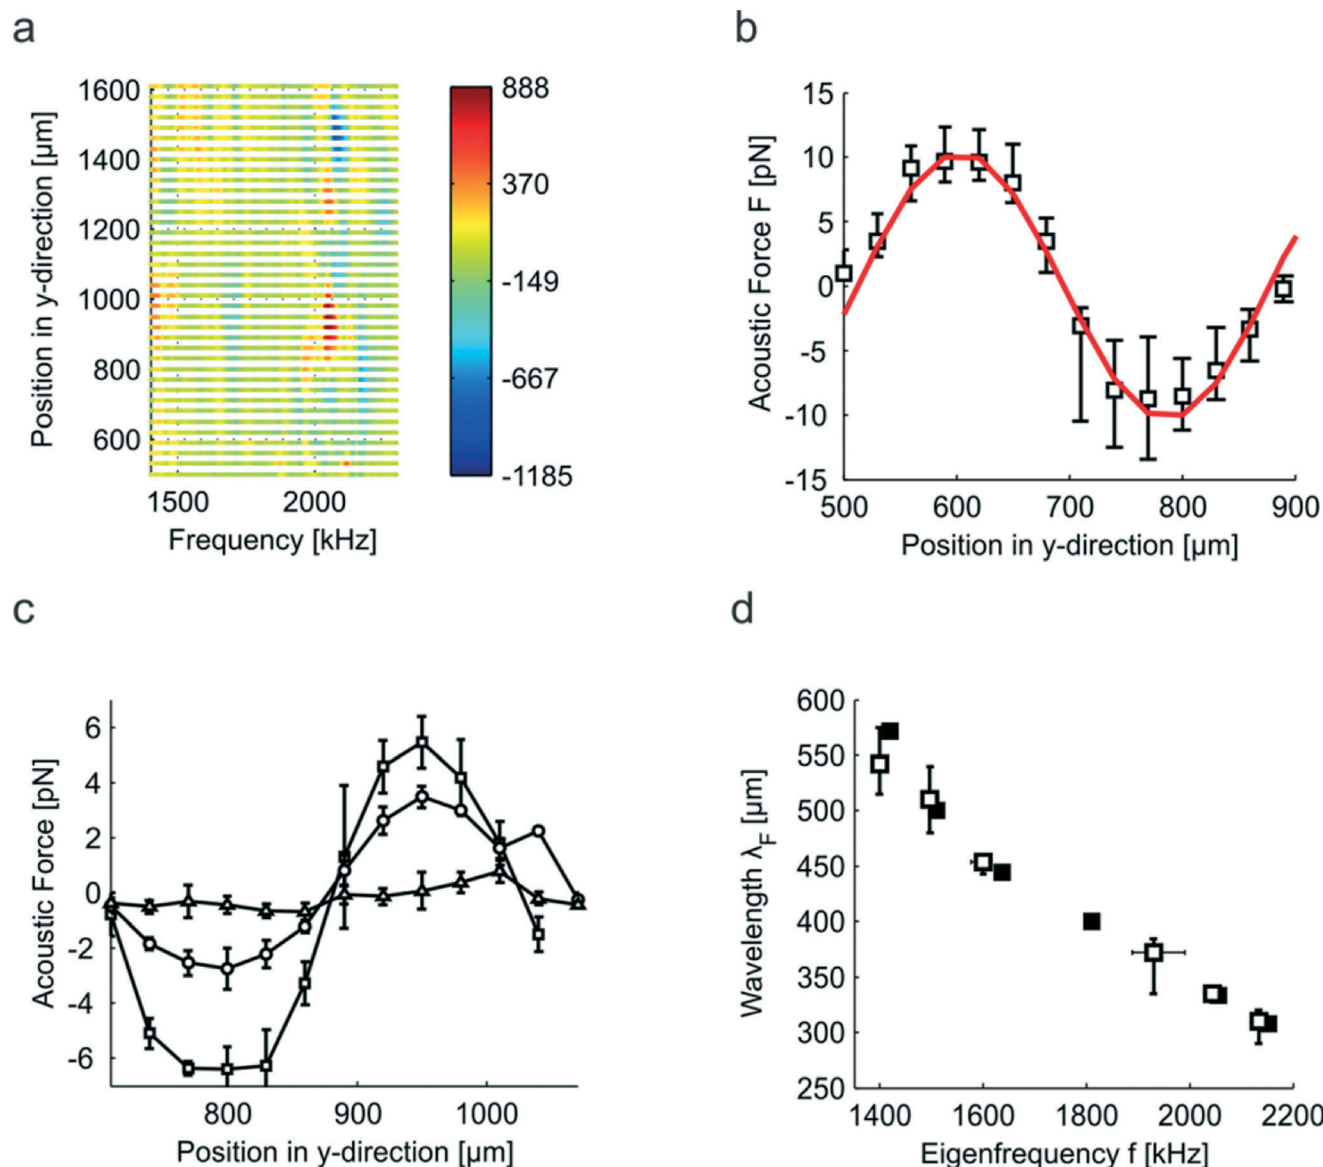 a
Position in y-direction [µm]
1600
1400
1200
1000
800
600
1500 2000
Frequency [kHz]
888
370
-149
-667
-1185
b
Acoustic Force F [pN]
15
10
5
0
-5
-10
-15
500 600 700 800 900
Position in y-direction [µm]
c
Acoustic Force [pN]
6
4
2
0
-2
-4
-6
800 900 1000
Position in y-direction [µm]
d
Wavelength λF [µm]
600
550
500
450
400
350
300
250
1400 1600 1800 2000 2200
Eigenfrequency f [kHz]